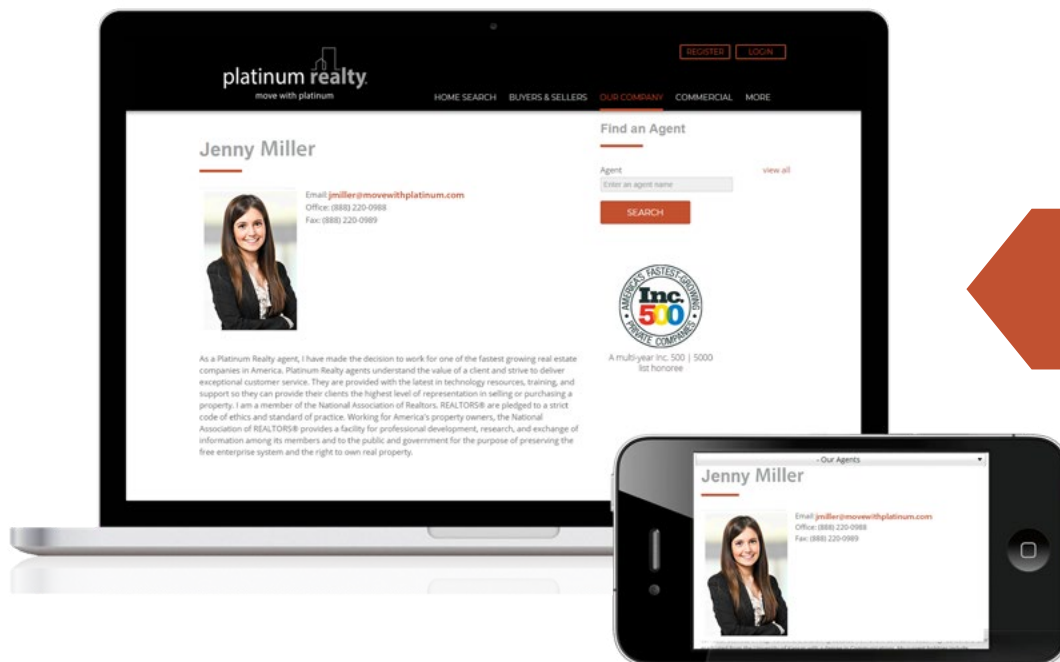 REGISTER LOGIN
platinum realty.
move with platinum
HOME SEARCH BUYERS & SELLERS OUR COMPANY COMMERCIAL MORE
Jenny Miller
Email: jmiller@movewithplatinum.com
Office: (888) 220-0988
Fax: (888) 220-0989
As a Platinum Realty agent, I have made the decision to work for one of the fastest growing real estate
companies in America. Platinum Realty agents understand the value of a client and strive to deliver
exceptional customer service. They are provided with the latest in technology resources, training, and
support so they can provide their clients the highest level of representation in selling or purchasing a
property. I am a member of the National Association of Realtors. REALTORS® are pledged to a strict
code of ethics and standard of practice. Working for America's property owners, the National
Association of REALTORS® provides a facility for professional development, research, and exchange of
information among its members and to the public and government for the purpose of preserving the
free enterprise system and the right to own real property.
Find an Agent
Agent view all
Enter an agent name
SEARCH
AMERICA'S FASTEST-GROWING
Inc.
500
PRIVATE COMPANIES
A multi-year Inc. 500 | 5000
list honoree
- Our Agents
Jenny Miller
Email: jmiller@movewithplatinum.com
Office: (888) 220-0988
Fax: (888) 220-0989